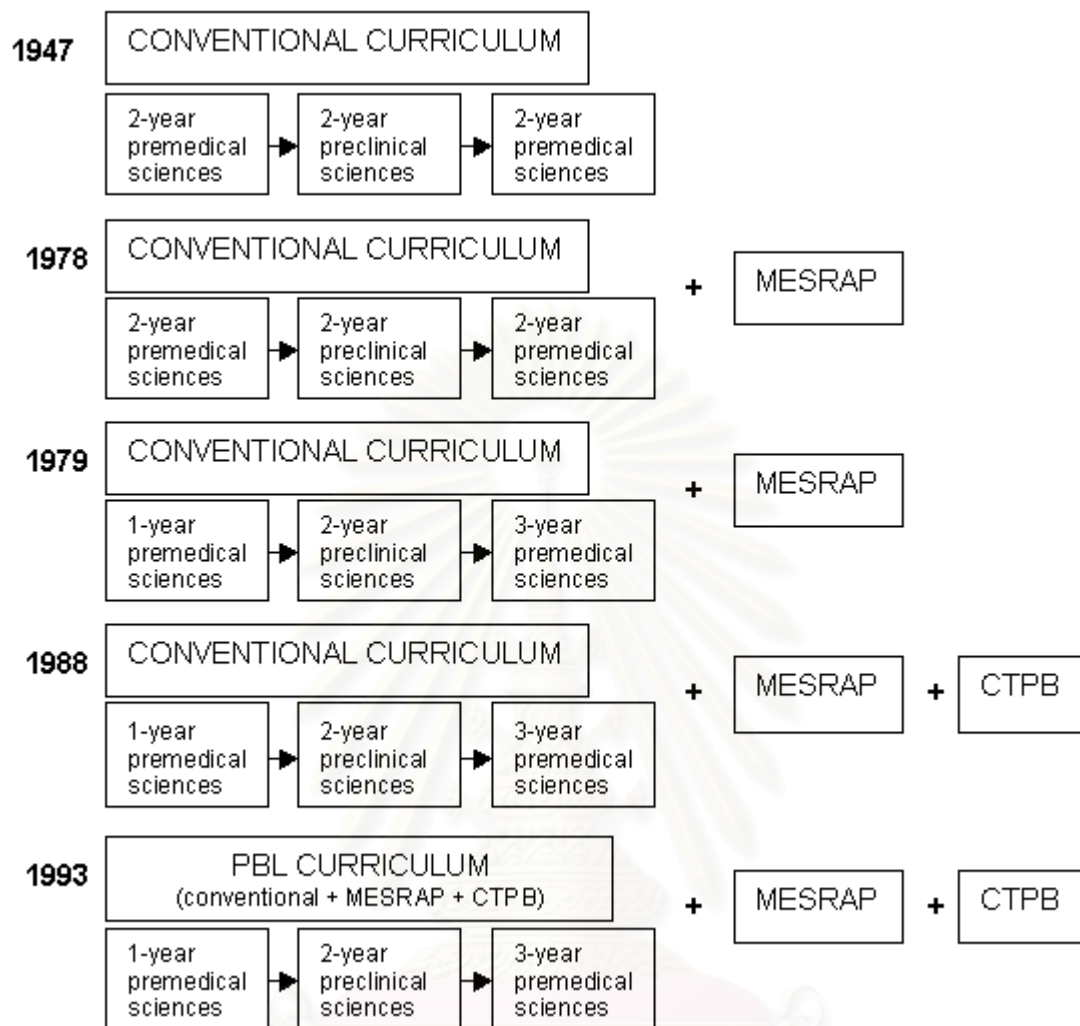 1947
CONVENTIONAL CURRICULUM
2-year
premedical
sciences
2-year
preclinical
sciences
2-year
premedical
sciences
1978
CONVENTIONAL CURRICULUM
+
MESRAP
2-year
premedical
sciences
2-year
preclinical
sciences
2-year
premedical
sciences
1979
CONVENTIONAL CURRICULUM
+
MESRAP
1-year
premedical
sciences
2-year
preclinical
sciences
3-year
premedical
sciences
1988
CONVENTIONAL CURRICULUM
+
MESRAP
+
CTPB
1-year
premedical
sciences
2-year
preclinical
sciences
3-year
premedical
sciences
1993
PBL CURRICULUM
(conventional + MESRAP + CTPB)
+
MESRAP
+
CTPB
1-year
premedical
sciences
2-year
preclinical
sciences
3-year
premedical
sciences